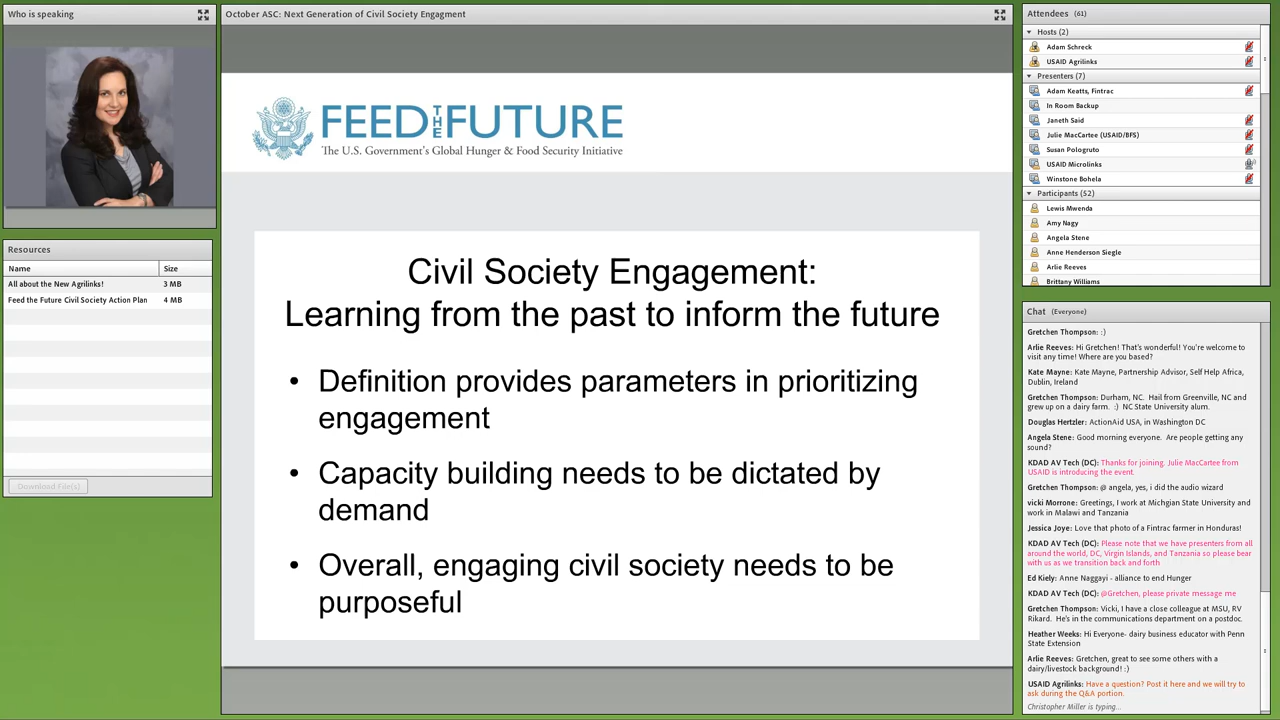 Who is speaking
Resources
Name Size
All about the New Agrilinks! 3 MB
Feed the Future Civil Society Action Plan 4 MB
Download File(s)
October ASC: Next Generation of Civil Society Engagment
FEED THE FUTURE
The U.S. Government's Global Hunger & Food Security Initiative
Civil Society Engagement:
Learning from the past to inform the future
• Definition provides parameters in prioritizing
engagement
• Capacity building needs to be dictated by
demand
• Overall, engaging civil society needs to be
purposeful
Attendees (61)
Hosts (2)
Adam Schreck
USAID Agrilinks
Presenters (7)
Adam Keatts, Fintrac
In Room Backup
Janeth Said
Julie MacCartee (USAID/BFS)
Susan Pologruto
USAID Microlinks
Winstone Bohela
Participants (52)
Lewis Mwenda
Amy Nagy
Angela Stene
Anne Henderson Siegle
Arlie Reeves
Brittany Williams
Chat (Everyone)
Gretchen Thompson: :)
Arlie Reeves: Hi Gretchen! That's wonderful! You're welcome to
visit any time! Where are you based?
Kate Mayne: Kate Mayne, Partnership Advisor, Self Help Africa,
Dublin, Ireland
Gretchen Thompson: Durham, NC. Hail from Greenville, NC and
grew up on a dairy farm. :) NC State University alum.
Douglas Hertzler: ActionAid USA, in Washington DC
Angela Stene: Good morning everyone. Are people getting any
sound?
KDAD AV Tech (DC): Thanks for joining. Julie MacCartee from
USAID is introducing the event.
Gretchen Thompson: @ angela, yes, i did the audio wizard
vicki Morrone: Greetings, I work at Michgian State University and
work in Malawi and Tanzania
Jessica Joye: Love that photo of a Fintrac farmer in Honduras!
KDAD AV Tech (DC): Please note that we have presenters from all
around the world, DC, Virgin Islands, and Tanzania so please bear
with us as we transition back and forth
Ed Kiely: Anne Naggayi - alliance to end Hunger
KDAD AV Tech (DC): @Gretchen, please private message me
Gretchen Thompson: Vicki, I have a close colleague at MSU, RV
Rikard. He's in the communications department on a postdoc.
Heather Weeks: Hi Everyone- dairy business educator with Penn
State Extension
Arlie Reeves: Gretchen, great to see some others with a
dairy/livestock background! :)
USAID Agrilinks: Have a question? Post it here and we will try to
ask during the Q&A portion.
Christopher Miller is typing...